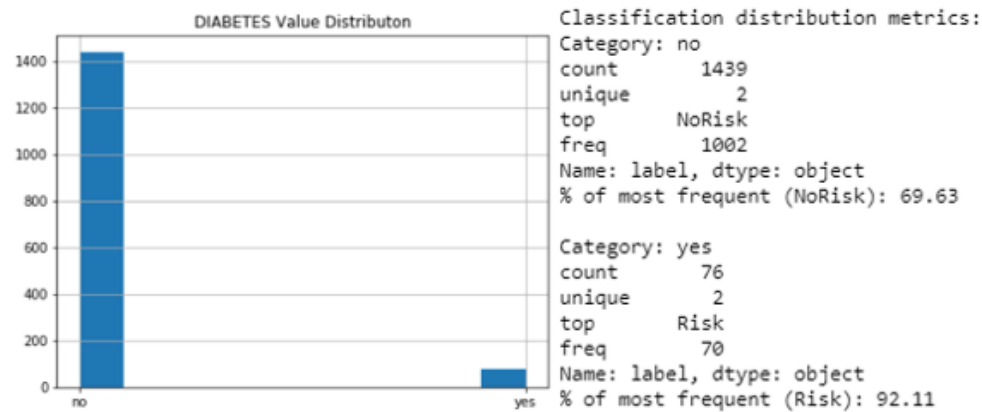 DIABETES Value Distributon
1400
1200
1000
800
600
400
200
0
no
yes
Classification distribution metrics:
Category: no
count 1439
unique 2
top NoRisk
freq 1002
Name: label, dtype: object
% of most frequent (NoRisk): 69.63
Category: yes
count 76
unique 2
top Risk
freq 70
Name: label, dtype: object
% of most frequent (Risk): 92.11